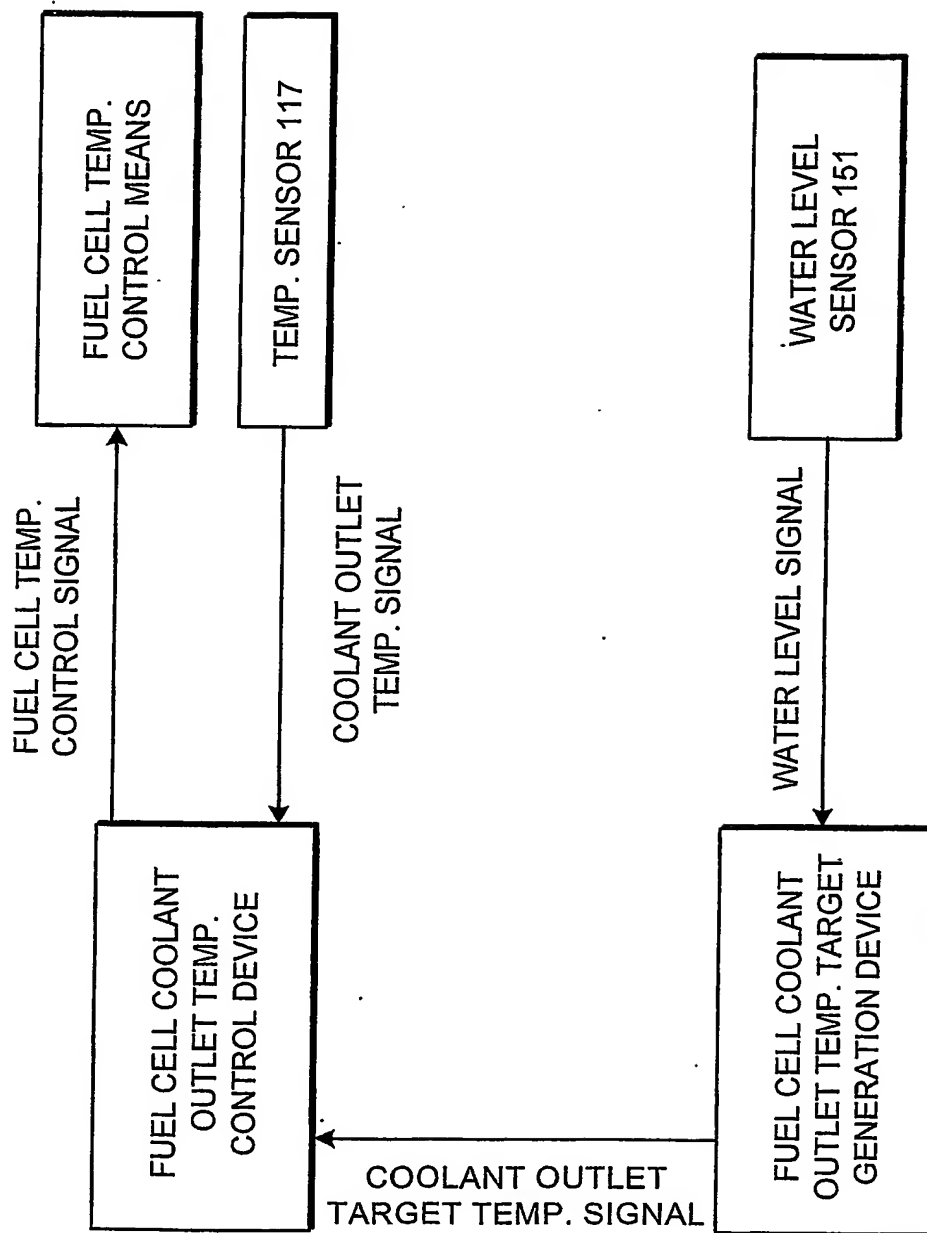 FUEL CELL TEMP.
CONTROL MEANS
TEMP. SENSOR 117
WATER LEVEL
SENSOR 151
FUEL CELL TEMP.
CONTROL SIGNAL
COOLANT OUTLET
TEMP. SIGNAL
WATER LEVEL SIGNAL
FUEL CELL COOLANT
OUTLET TEMP.
CONTROL DEVICE
FUEL CELL COOLANT
OUTLET TEMP. TARGET
GENERATION DEVICE
COOLANT OUTLET
TARGET TEMP. SIGNAL